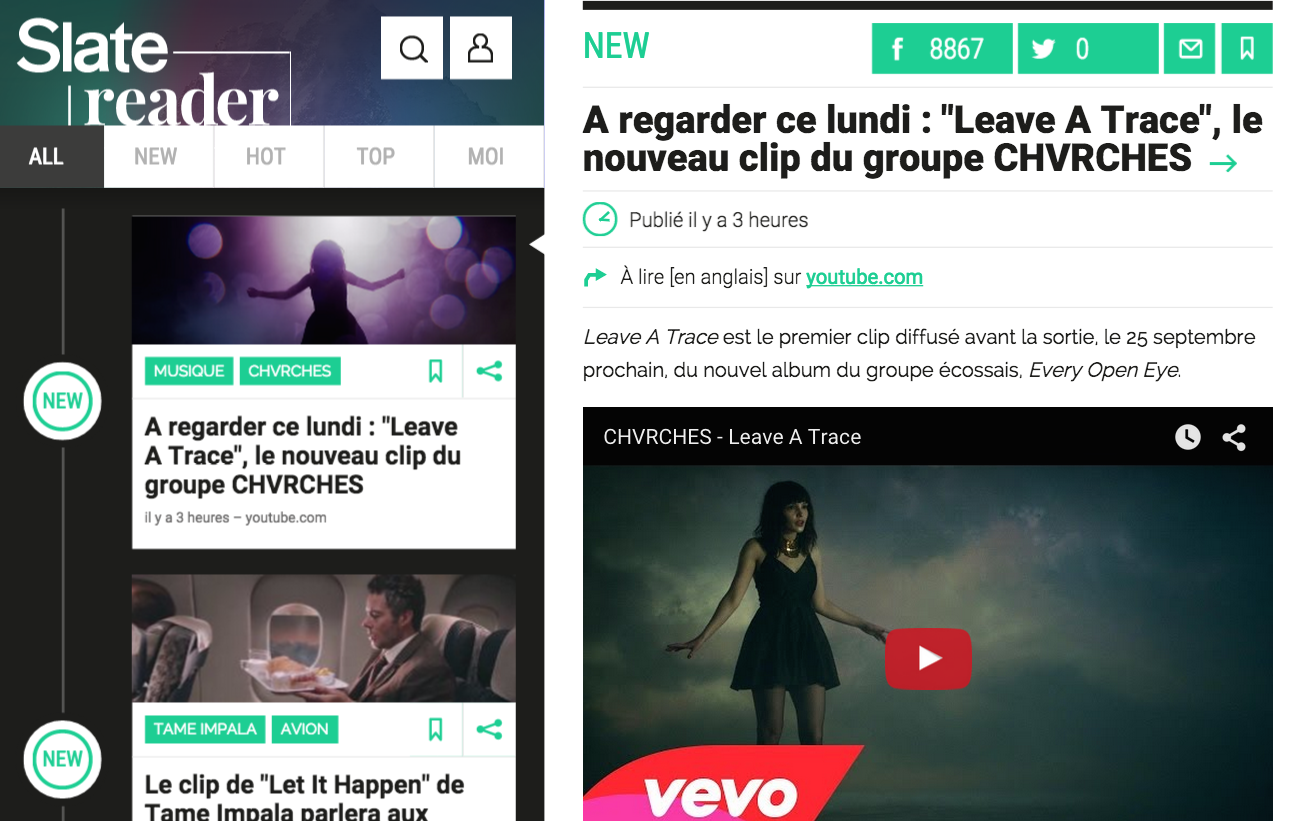 Slate
reader
ALL
NEW
HOT
TOP
MOI
MUSIQUE
CHVRCHES
NEW
A regarder ce lundi : "Leave
A Trace", le nouveau clip du
groupe CHVRCHES
il y a 3 heures – youtube.com
TAME IMPALA
AVION
NEW
Le clip de "Let It Happen" de
Tame Impala parlera aux
NEW
8867
0
A regarder ce lundi : "Leave A Trace", le
nouveau clip du groupe CHVRCHES →
Publié il y a 3 heures
À lire [en anglais] sur youtube.com
Leave A Trace est le premier clip diffusé avant la sortie, le 25 septembre
prochain, du nouvel album du groupe écossais, Every Open Eye.
CHVRCHES - Leave A Trace
vevo